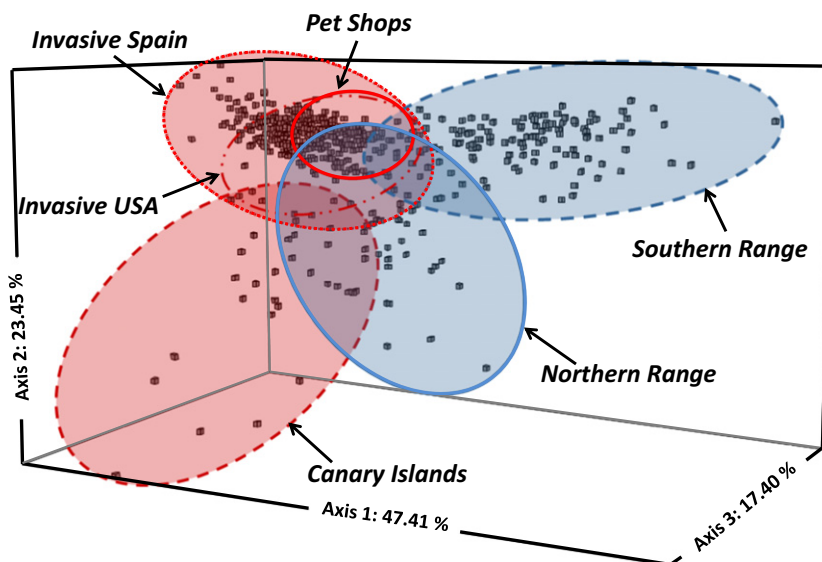 Pet Shops
Invasive Spain
Invasive USA
Southern Range
Northern Range
Canary Islands
Axis 2: 23.45 %
Axis 1: 47.41 %
Axis 3: 17.40 %